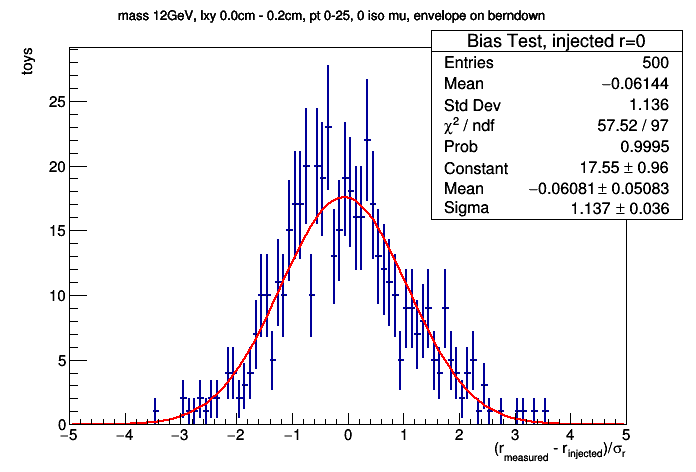 mass 12GeV, lxy 0.0cm - 0.2cm, pt 0-25, 0 iso mu, envelope on berndown
Bias Test, injected r=0
Entries 500
Mean −0.06144
Std Dev 1.136
χ² / ndf 57.52 / 97
Prob 0.9995
Constant 17.55 ± 0.96
Mean −0.06081 ± 0.05083
Sigma 1.137 ± 0.036
toys
25
20
15
10
5
0
−5 −4 −3 −2 −1 0 1 2 3 4 5
(r_measured - r_injected)/σ_r